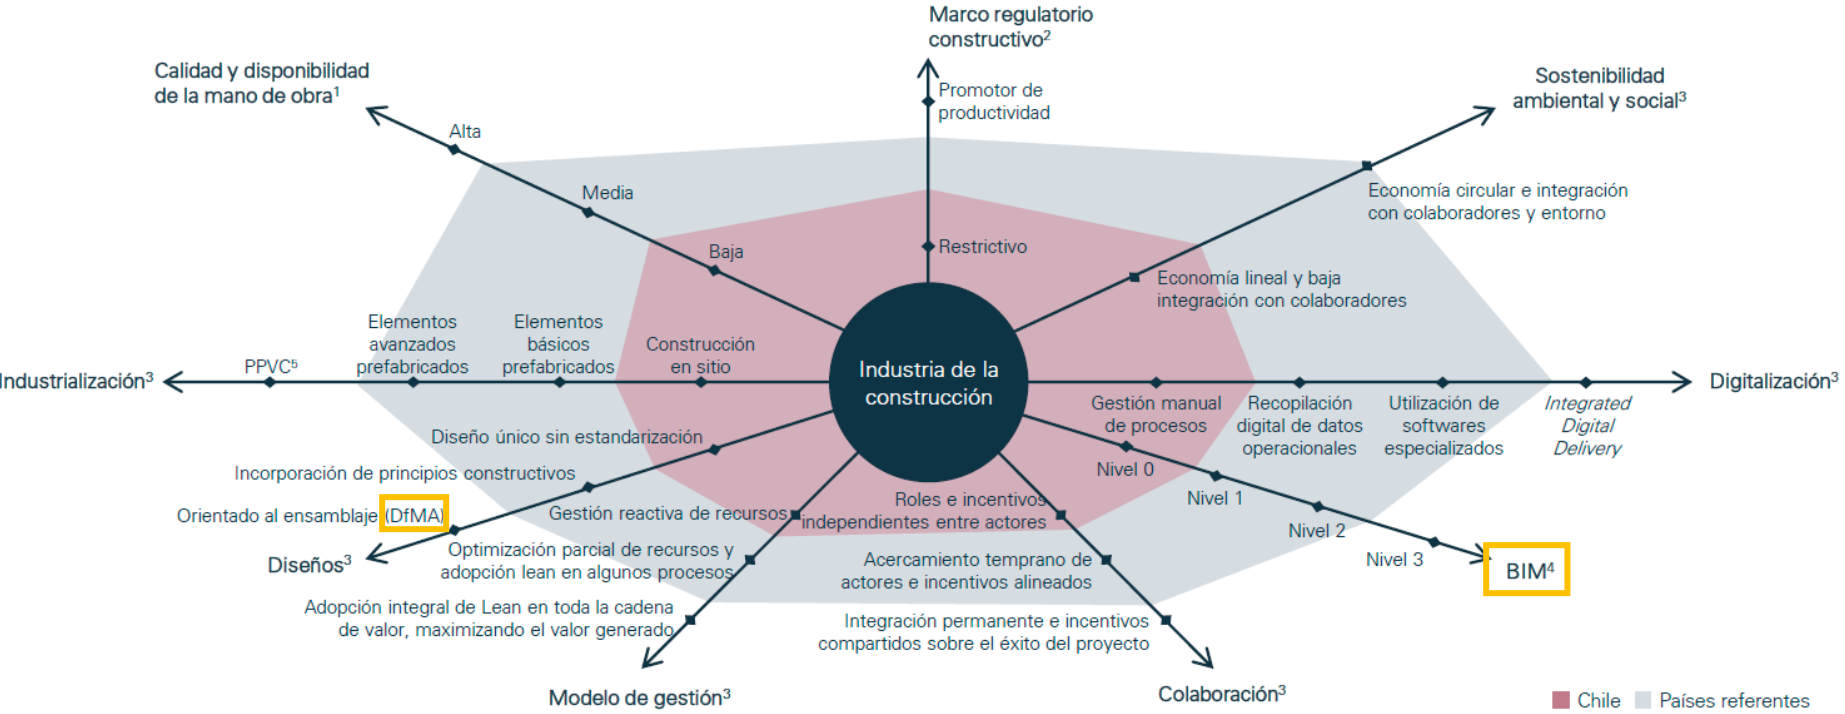 Marco regulatorio
constructivo²
Calidad y disponibilidad
de la mano de obra¹
Sostenibilidad
ambiental y social³
Promotor de
productividad
Alta
Media
Economía circular e integración
con colaboradores y entorno
Baja
Restrictivo
Economía lineal y baja
integración con colaboradores
Elementos
avanzados
prefabricados
Elementos
básicos
prefabricados
Construcción
en sitio
PPVC⁵
Industrialización³
Industria de la
construcción
Digitalización³
Gestión manual
de procesos
Recopilación
digital de datos
operacionales
Utilización de
softwares
especializados
Integrated
Digital
Delivery
Diseño único sin estandarización
Incorporación de principios constructivos
Orientado al ensamblaje (DfMA)
Diseños³
Nivel 0
Nivel 1
Nivel 2
Nivel 3
BIM⁴
Gestión reactiva de recursos
Optimización parcial de recursos y
adopción lean en algunos procesos
Adopción integral de Lean en toda la cadena
de valor, maximizando el valor generado
Modelo de gestión³
Roles e incentivos
independientes entre actores
Acercamiento temprano de
actores e incentivos alineados
Integración permanente e incentivos
compartidos sobre el éxito del proyecto
Colaboración³
Chile
Países referentes